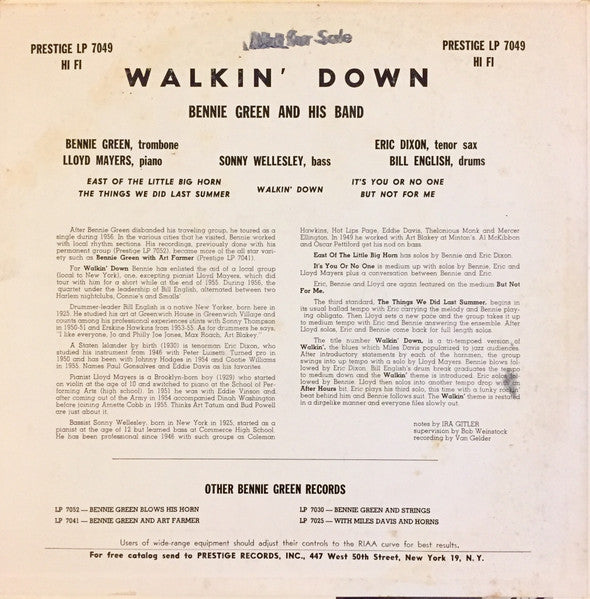 Not for Sale
PRESTIGE LP 7049
HI FI
PRESTIGE LP 7049
HI FI
WALKIN' DOWN
BENNIE GREEN AND HIS BAND
BENNIE GREEN, trombone
ERIC DIXON, tenor sax
LLOYD MAYERS, piano
SONNY WELLESLEY, bass
BILL ENGLISH, drums
EAST OF THE LITTLE BIG HORN
IT'S YOU OR NO ONE
WALKIN' DOWN
THE THINGS WE DID LAST SUMMER
BUT NOT FOR ME
After Bennie Green disbanded his traveling group, he toured as a
single during 1956. In the various cities that he visited, Bennie worked
with local rhythm sections. His recordings, previously done with his
permanent group (Prestige LP 7052), became more of the all star vari-
ety such as Bennie Green with Art Farmer (Prestige LP 7041).
For Walkin' Down Bennie has enlisted the aid of a local group
(local to New York), one, excepting pianist Lloyd Mayers, which did
tour with him for a short while at the end of 1955. During 1956, the
quartet under the leadership of Bill English, alternated between two
Harlem nightclubs, Connie's and Smalls'
Drummer-leader Bill English is a native New Yorker, born here in
1925. He studied his art at Greenwich House in Greenwich Village and
counts among his professional experiences stints with Sonny Thompson
in 1950-51 and Erskine Hawkins from 1953-55. As for drummers he says,
"I like everyone, Jo and Philly Joe Jones, Max Roach, Art Blakey."
A Staten Islander by birth (1930) is tenorman Eric Dixon, who
studied his instrument from 1946 with Peter Luisetti. Turned pro in
1950 and has been with Johnny Hodges in 1954 and Cootie Williams
in 1955. Names Paul Gonsalves and Eddie Davis as his favorites.
Pianist Lloyd Mayers is a Brooklyn-born boy (1929) who started
on violin at the age of 10 and switched to piano at the School of Per-
forming Arts (high school). In 1951 he was with Eddie Vinson and
after coming out of the Army in 1954 accompanied Dinah Washington
before joining Arnette Cobb in 1955. Thinks Art Tatum and Bud Powell
are just about it.
Bassist Sonny Wellesley, born in New York in 1925, started as a
pianist at the age of 12 but learned bass at Commerce High School.
He has been professional since 1946 with such groups as Coleman
Hawkins, Hot Lips Page, Eddie Davis, Thelonious Monk and Mercer
Ellington. In 1949 he worked with Art Blakey at Minton's. Al McKibbon
and Oscar Pettiford get his nod on bass.
East Of The Little Big Horn has solos by Bennie and Eric.
It's You Or No One is medium up with solos by Bennie, Eric and
Lloyd Mayers plus a conversation between Bennie and Eric.
Eric, Bennie and Lloyd are again featured on the medium But Not
For Me.
The third standard, The Things We Did Last Summer, begins in
its usual ballad tempo with Eric carrying the melody and Bennie play-
ing obligato. Then Lloyd sets a new pace and the group takes it up
to medium tempo with Eric and Bennie answering the ensemble. After
Lloyd solos, Eric and Bennie come back for full length solos.
The title number Walkin' Down, is a tri-tempoed version of
Walkin', the blues which Miles Davis popularized to jazz audiences.
After introductory statements by each of the hornmen, the group
swings into up tempo with a solo by Lloyd Mayers. Bennie blows fol-
lowed by Eric Dixon. Bill English's drum break graduates the tempo
to medium down and the Walkin' theme is introduced. Eric solos fol-
lowed by Bennie. Lloyd then solos into another tempo drop with an
After Hours bit. Eric plays his third solo, this time with a funky rock
beat behind him and Bennie follows suit. The Walkin' theme is restated
in a dirgelike manner and everyone files slowly out.
notes by IRA GITLER
supervision by Bob Weinstock
recording by Van Gelder
OTHER BENNIE GREEN RECORDS
LP 7052 — BENNIE GREEN BLOWS HIS HORN
LP 7030 — BENNIE GREEN AND STRINGS
LP 7041 — BENNIE GREEN AND ART FARMER
LP 7025 — WITH MILES DAVIS AND HORNS
Users of wide-range equipment should adjust their controls to the RIAA curve for best results.
For free catalog send to PRESTIGE RECORDS, INC., 447 West 50th Street, New York 19, N. Y.